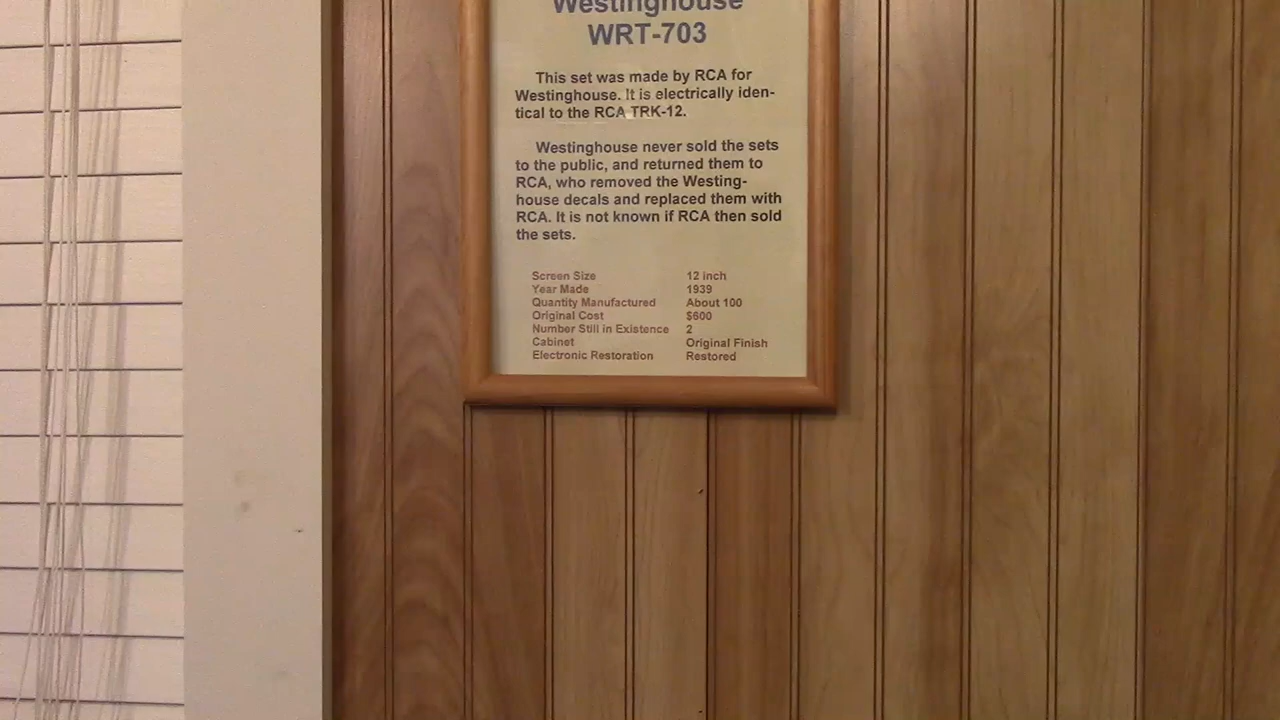 Westinghouse
WRT-703
This set was made by RCA for
Westinghouse. It is electrically iden-
tical to the RCA TRK-12.
Westinghouse never sold the sets
to the public, and returned them to
RCA, who removed the Westing-
house decals and replaced them with
RCA. It is not known if RCA then sold
the sets.
Screen Size 12 inch
Year Made 1939
Quantity Manufactured About 100
Original Cost $600
Number Still in Existence 2
Cabinet Original Finish
Electronic Restoration Restored